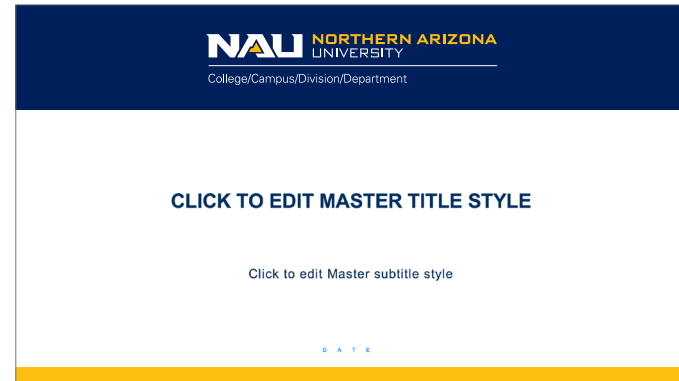 NAU NORTHERN ARIZONA
UNIVERSITY
College/Campus/Division/Department
CLICK TO EDIT MASTER TITLE STYLE
Click to edit Master subtitle style
DATE